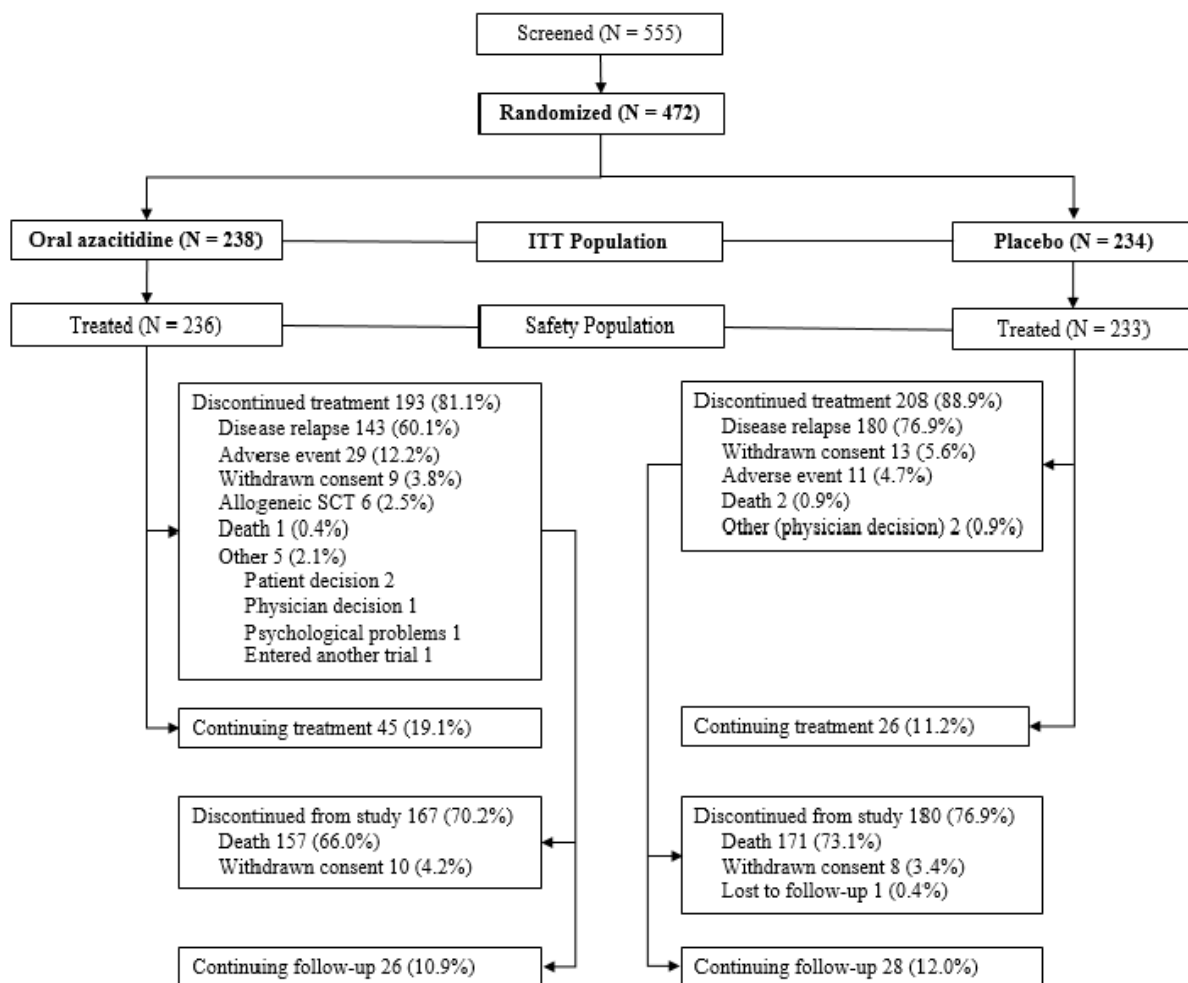 Screened (N = 555)
Randomized (N = 472)
Oral azacitidine (N = 238)
ITT Population
Placebo (N = 234)
Treated (N = 236)
Safety Population
Treated (N = 233)
Discontinued treatment 193 (81.1%)
Disease relapse 143 (60.1%)
Adverse event 29 (12.2%)
Withdrawn consent 9 (3.8%)
Allogeneic SCT 6 (2.5%)
Death 1 (0.4%)
Other 5 (2.1%)
Patient decision 2
Physician decision 1
Psychological problems 1
Entered another trial 1
Discontinued treatment 208 (88.9%)
Disease relapse 180 (76.9%)
Withdrawn consent 13 (5.6%)
Adverse event 11 (4.7%)
Death 2 (0.9%)
Other (physician decision) 2 (0.9%)
Continuing treatment 45 (19.1%)
Continuing treatment 26 (11.2%)
Discontinued from study 167 (70.2%)
Death 157 (66.0%)
Withdrawn consent 10 (4.2%)
Discontinued from study 180 (76.9%)
Death 171 (73.1%)
Withdrawn consent 8 (3.4%)
Lost to follow-up 1 (0.4%)
Continuing follow-up 26 (10.9%)
Continuing follow-up 28 (12.0%)